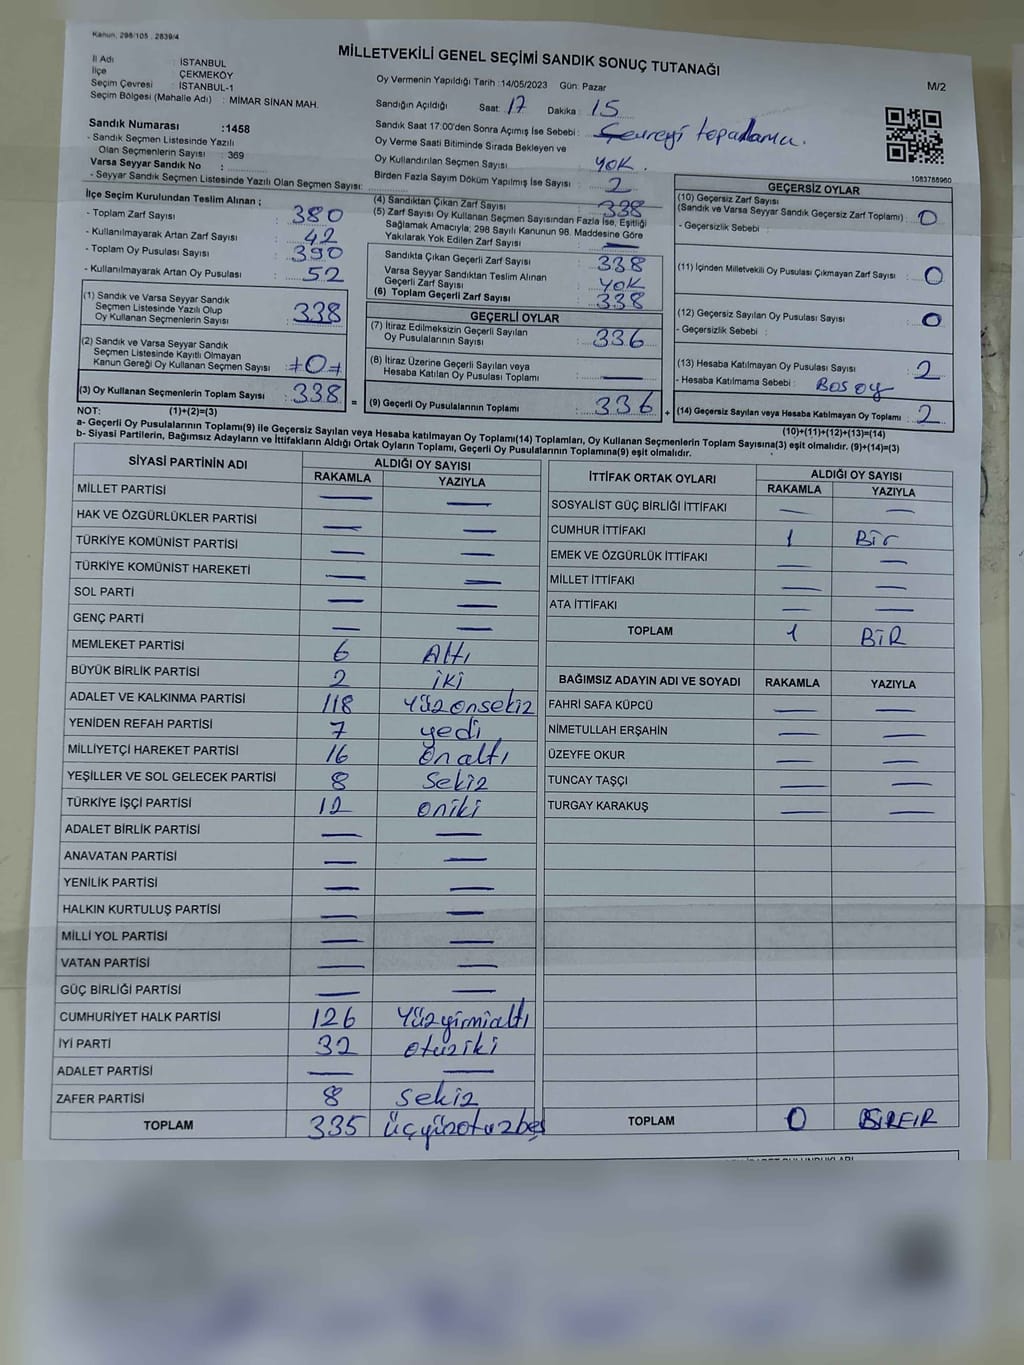 Kanun, 298/105 , 2839/4
MİLLETVEKİLİ GENEL SEÇİMİ SANDIK SONUÇ TUTANAĞI
M/2
İl Adı : İSTANBUL
İlçe : ÇEKMEKÖY
Seçim Çevresi : İSTANBUL-1
Seçim Bölgesi (Mahalle Adı) : MİMAR SİNAN MAH.
Oy Vermenin Yapıldığı Tarih :14/05/2023 Gün: Pazar
Sandığın Açıldığı Saat: 17 Dakika : 15
Sandık Saat 17:00'den Sonra Açımış İse Sebebi : Çevreyi toparlama.
Oy Verme Saati Bitiminde Sırada Bekleyen ve
Oy Kullandırılan Seçmen Sayısı : YOK.
Birden Fazla Sayım Döküm Yapılmış İse Sayısı : 2
1083788960
Sandık Numarası :1458
- Sandık Seçmen Listesinde Yazılı
Olan Seçmenlerin Sayısı : 369
Varsa Seyyar Sandık No :
- Seyyar Sandık Seçmen Listesinde Yazılı Olan Seçmen Sayısı:
İlçe Seçim Kurulundan Teslim Alınan ;
- Toplam Zarf Sayısı : 380
- Kullanılmayarak Artan Zarf Sayısı : 42
- Toplam Oy Pusulası Sayısı : 390
- Kullanılmayarak Artan Oy Pusulası : 52
(1) Sandık ve Varsa Seyyar Sandık
Seçmen Listesinde Yazılı Olup
Oy Kullanan Seçmenlerin Sayısı : 338
(2) Sandık ve Varsa Seyyar Sandık
Seçmen Listesinde Kayıtlı Olmayan
Kanun Gereği Oy Kullanan Seçmen Sayısı : 0
(3) Oy Kullanan Seçmenlerin Toplam Sayısı : 338 =
(1)+(2)=(3)
(4) Sandıktan Çıkan Zarf Sayısı : 338
(5) Zarf Sayısı Oy Kullanan Seçmen Sayısından Fazla İse, Eşitliği
Sağlamak Amacıyla; 298 Sayılı Kanunun 98. Maddesine Göre
Yakılarak Yok Edilen Zarf Sayısı : —
Sandıkta Çıkan Geçerli Zarf Sayısı : 338
Varsa Seyyar Sandıktan Teslim Alınan
Geçerli Zarf Sayısı : YOK
(6) Toplam Geçerli Zarf Sayısı : 338
GEÇERLİ OYLAR
(7) İtiraz Edilmeksizin Geçerli Sayılan
Oy Pusulalarının Sayısı : 336
(8) İtiraz Üzerine Geçerli Sayılan veya
Hesaba Katılan Oy Pusulası Toplamı : —
(9) Geçerli Oy Pusulalarının Toplamı : 336 +
GEÇERSİZ OYLAR
(10) Geçersiz Zarf Sayısı
(Sandık ve Varsa Seyyar Sandık Geçersiz Zarf Toplamı) : 0
- Geçersizlik Sebebi :
(11) İçinden Milletvekili Oy Pusulası Çıkmayan Zarf Sayısı : 0
(12) Geçersiz Sayılan Oy Pusulası Sayısı : 0
- Geçersizlik Sebebi :
(13) Hesaba Katılmayan Oy Pusulası Sayısı : 2
- Hesaba Katılmama Sebebi : BOŞ OY
(14) Geçersiz Sayılan veya Hesaba Katılmayan Oy Toplamı : 2
(10)+(11)+(12)+(13)=(14)
NOT:
a- Geçerli Oy Pusulalarının Toplamı(9) ile Geçersiz Sayılan veya Hesaba katılmayan Oy Toplamı(14) Toplamları, Oy Kullanan Seçmenlerin Toplam Sayısına(3) eşit olmalıdır. (9)+(14)=(3)
b- Siyasi Partilerin, Bağımsız Adayların ve İttifakların Aldığı Ortak Oyların Toplamı, Geçerli Oy Pusulalarının Toplamına(9) eşit olmalıdır.
SİYASİ PARTİNİN ADI ALDIĞI OY SAYISI
RAKAMLA YAZIYLA
MİLLET PARTİSİ — —
HAK VE ÖZGÜRLÜKLER PARTİSİ — —
TÜRKİYE KOMÜNİST PARTİSİ — —
TÜRKİYE KOMÜNİST HAREKETİ — —
SOL PARTİ — —
GENÇ PARTİ — —
MEMLEKET PARTİSİ 6 Altı
BÜYÜK BİRLİK PARTİSİ 2 iki
ADALET VE KALKINMA PARTİSİ 118 Yüzonsekiz
YENİDEN REFAH PARTİSİ 7 yedi
MİLLİYETÇİ HAREKET PARTİSİ 16 Onaltı
YEŞİLLER VE SOL GELECEK PARTİSİ 8 Sekiz
TÜRKİYE İŞÇİ PARTİSİ 12 oniki
ADALET BİRLİK PARTİSİ — —
ANAVATAN PARTİSİ — —
YENİLİK PARTİSİ — —
HALKIN KURTULUŞ PARTİSİ — —
MİLLİ YOL PARTİSİ — —
VATAN PARTİSİ — —
GÜÇ BİRLİĞİ PARTİSİ — —
CUMHURİYET HALK PARTİSİ 126 Yüzyirmialtı
İYİ PARTİ 32 otuziki
ADALET PARTİSİ — —
ZAFER PARTİSİ 8 sekiz
TOPLAM 335 üçyüzotuzbeş
İTTİFAK ORTAK OYLARI ALDIĞI OY SAYISI
RAKAMLA YAZIYLA
SOSYALİST GÜÇ BİRLİĞİ İTTİFAKI — —
CUMHUR İTTİFAKI 1 Bir
EMEK VE ÖZGÜRLÜK İTTİFAKI — —
MİLLET İTTİFAKI — —
ATA İTTİFAKI — —
TOPLAM 1 BİR
BAĞIMSIZ ADAYIN ADI VE SOYADI RAKAMLA YAZIYLA
FAHRİ SAFA KÜPCÜ — —
NİMETULLAH ERŞAHİN — —
ÜZEYFE OKUR — —
TUNCAY TAŞÇI — —
TURGAY KARAKUŞ — —
TOPLAM 0